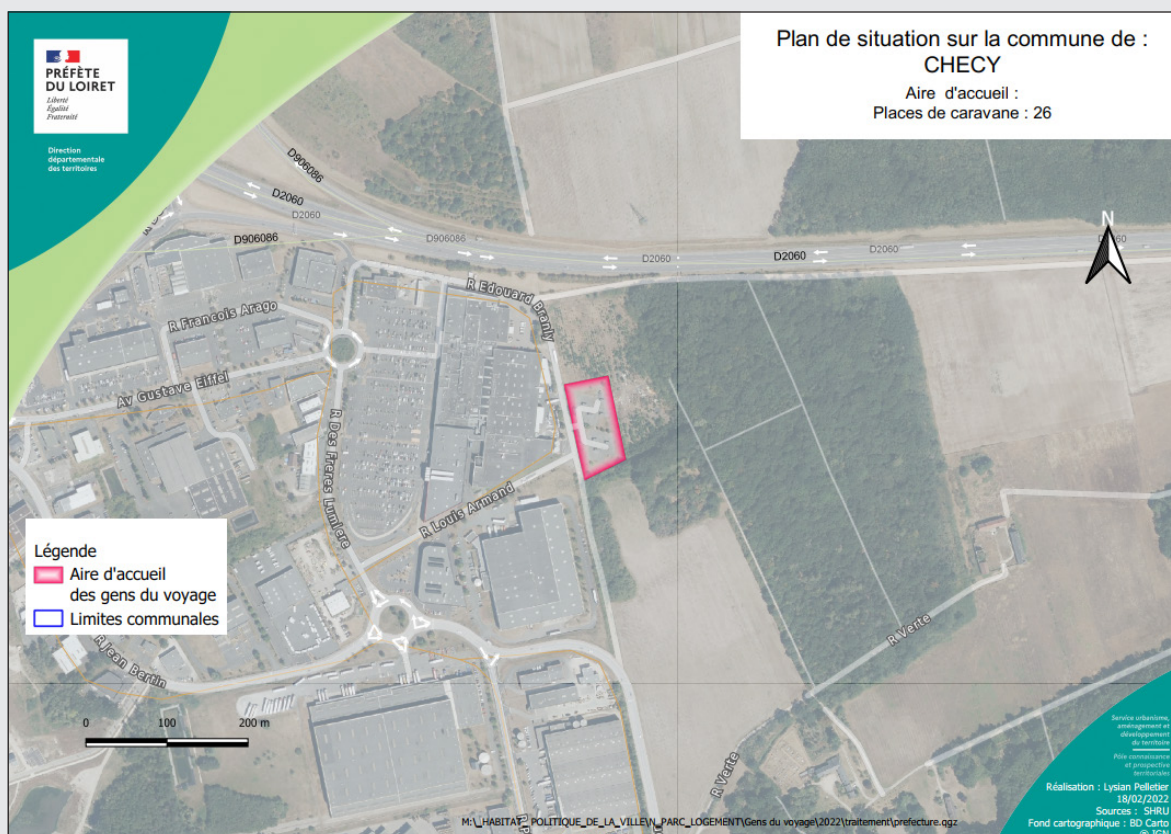 PRÉFÈTE
DU LOIRET
Liberté
Égalité
Fraternité
Direction
départementale
des territoires
Plan de situation sur la commune de :
CHECY
Aire d'accueil :
Places de caravane : 26
D906086
D2060
D2060
D906086
D906086
D2060
D2060
D2060
N
R Edouard Branly
R Francois Arago
Av Gustave Eiffel
R Des Freres Lumiere
R Louis Armand
R Jean Bertin
R Verte
R Verte
Légende
Aire d'accueil
des gens du voyage
Limites communales
0 100 200 m
Service urbanisme,
aménagement et
développement
du territoire
Pôle connaissance
et prospective
territoriales
Réalisation : Lysian Pelletier
18/02/2022
Sources : SHRU
Fond cartographique : BD Carto
M:\_HABITAT_POLITIQUE_DE_LA_VILLE\N_PARC_LOGEMENT\Gens du voyage\2022\traitement\prefecture.qgz